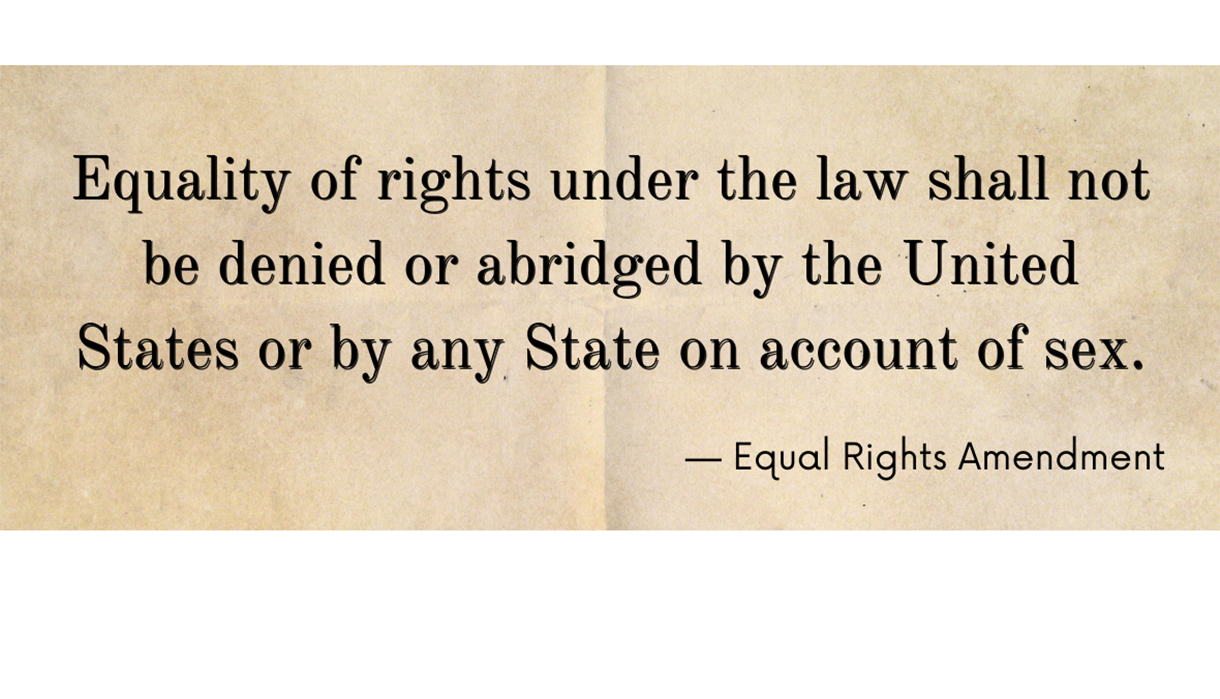 Equality of rights under the law shall not
be denied or abridged by the United
States or by any State on account of sex.
— Equal Rights Amendment